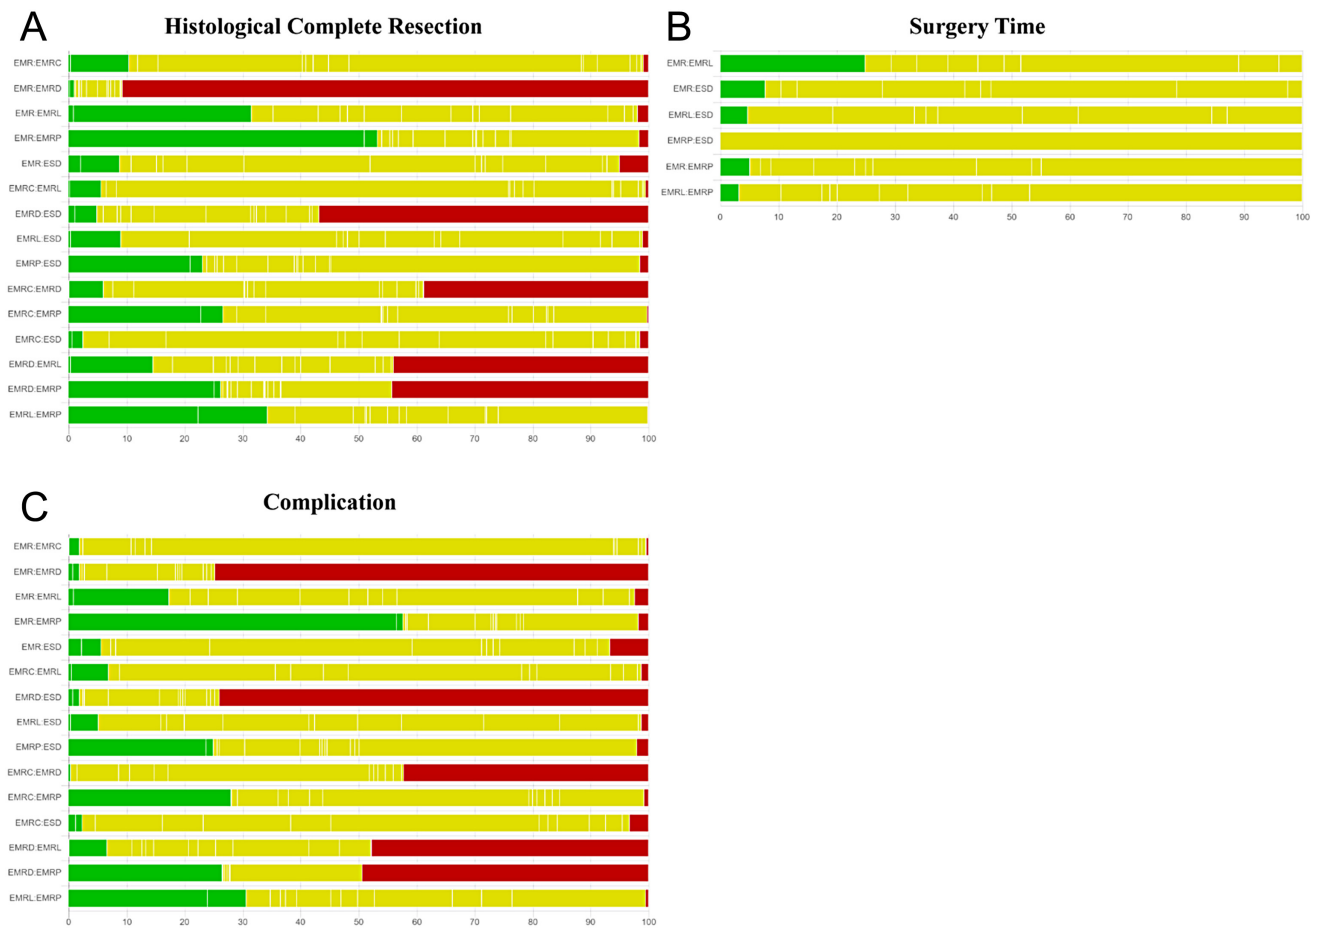 A
Histological Complete Resection
EMR:EMRC
EMR:EMRD
EMR:EMRL
EMR:EMRP
EMR:ESD
EMRC:EMRL
EMRD:ESD
EMRL:ESD
EMRP:ESD
EMRC:EMRD
EMRC:EMRP
EMRC:ESD
EMRD:EMRL
EMRD:EMRP
EMRL:EMRP
0 10 20 30 40 50 60 70 80 90 100
B
Surgery Time
EMR:EMRL
EMR:ESD
EMRL:ESD
EMRP:ESD
EMR:EMRP
EMRL:EMRP
0 10 20 30 40 50 60 70 80 90 100
C
Complication
EMR:EMRC
EMR:EMRD
EMR:EMRL
EMR:EMRP
EMR:ESD
EMRC:EMRL
EMRD:ESD
EMRL:ESD
EMRP:ESD
EMRC:EMRD
EMRC:EMRP
EMRC:ESD
EMRD:EMRL
EMRD:EMRP
EMRL:EMRP
0 10 20 30 40 50 60 70 80 90 100